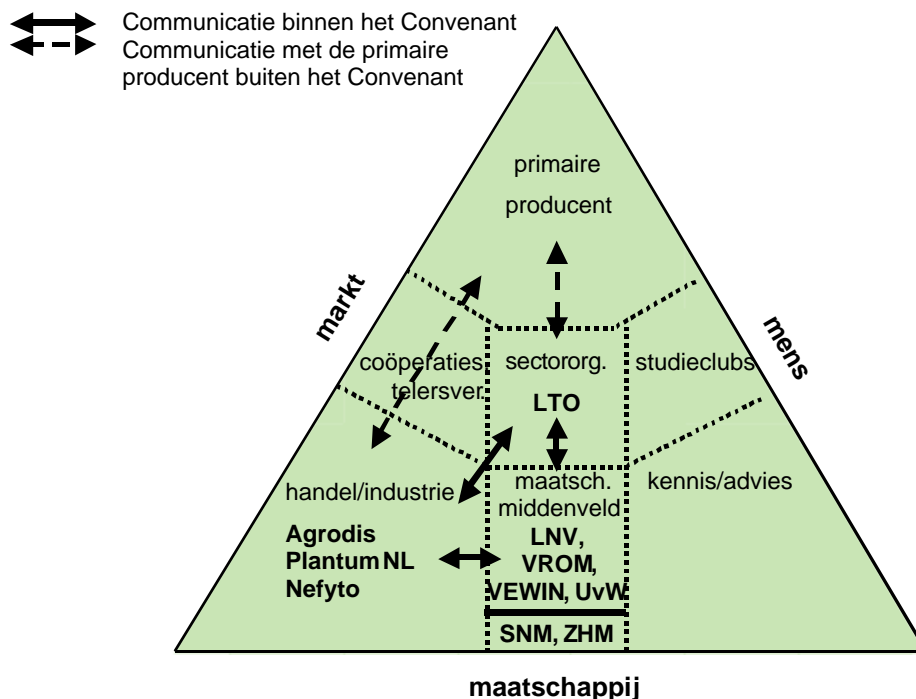 Communicatie binnen het Convenant
Communicatie met de primaire
producent buiten het Convenant
primaire
producent
markt
mens
coöperaties
telersver.
sectororg.
LTO
studieclubs
handel/industrie
Agrodis
Plantum NL
Nefyto
maatsch.
middenveld
LNV,
VROM,
VEWIN, UvW
SNM, ZHM
kennis/advies
maatschappij